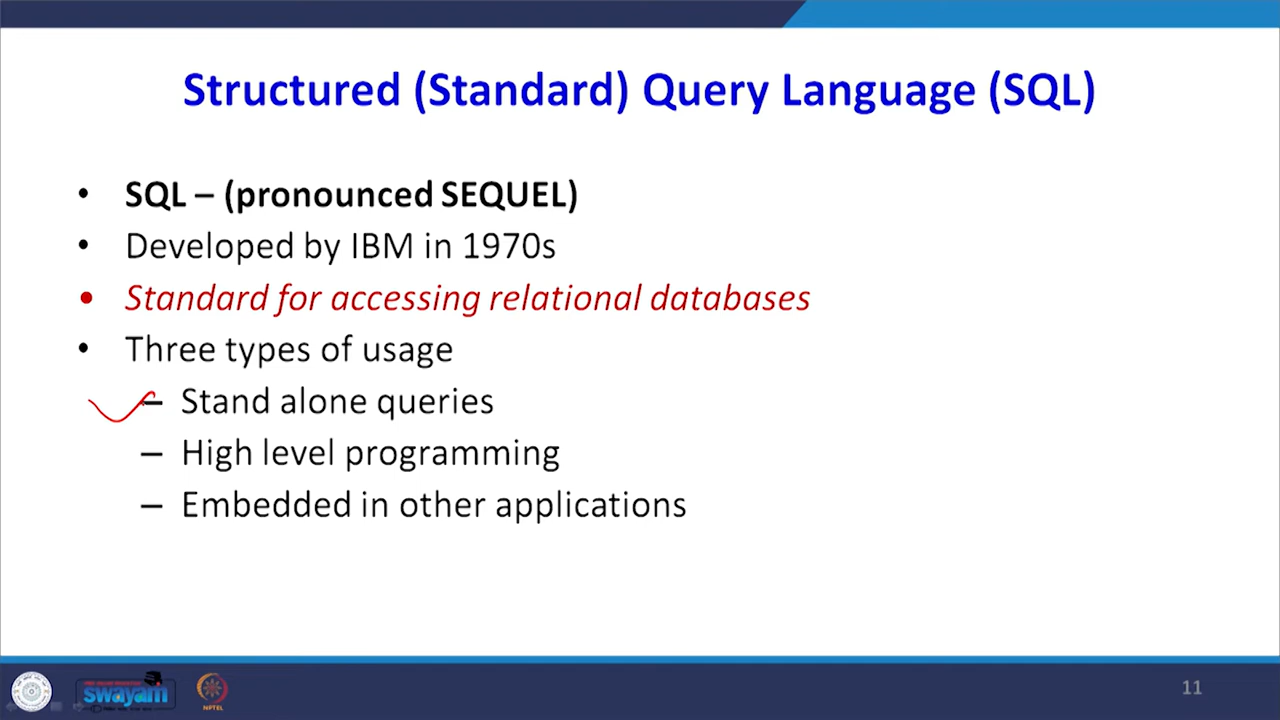 Structured (Standard) Query Language (SQL)
• SQL – (pronounced SEQUEL)
• Developed by IBM in 1970s
• Standard for accessing relational databases
• Three types of usage
– Stand alone queries
– High level programming
– Embedded in other applications
swayam
NPTEL
11